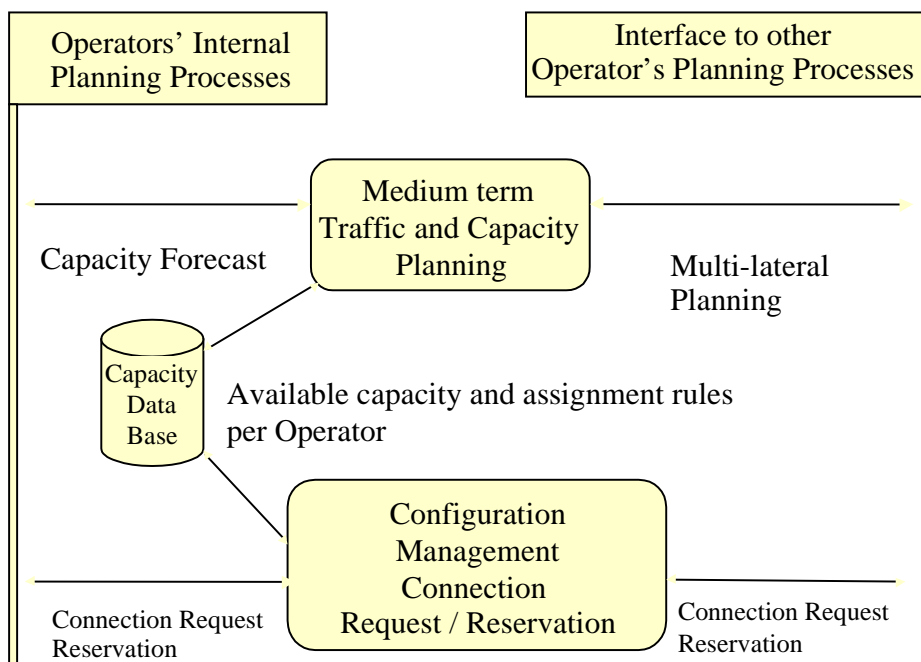 Operators’ Internal
Planning Processes
Interface to other
Operator’s Planning Processes
Medium term
Traffic and Capacity
Planning
Capacity Forecast
Multi-lateral
Planning
Capacity
Data
Base
Available capacity and assignment rules
per Operator
Configuration
Management
Connection
Request / Reservation
Connection Request
Reservation
Connection Request
Reservation